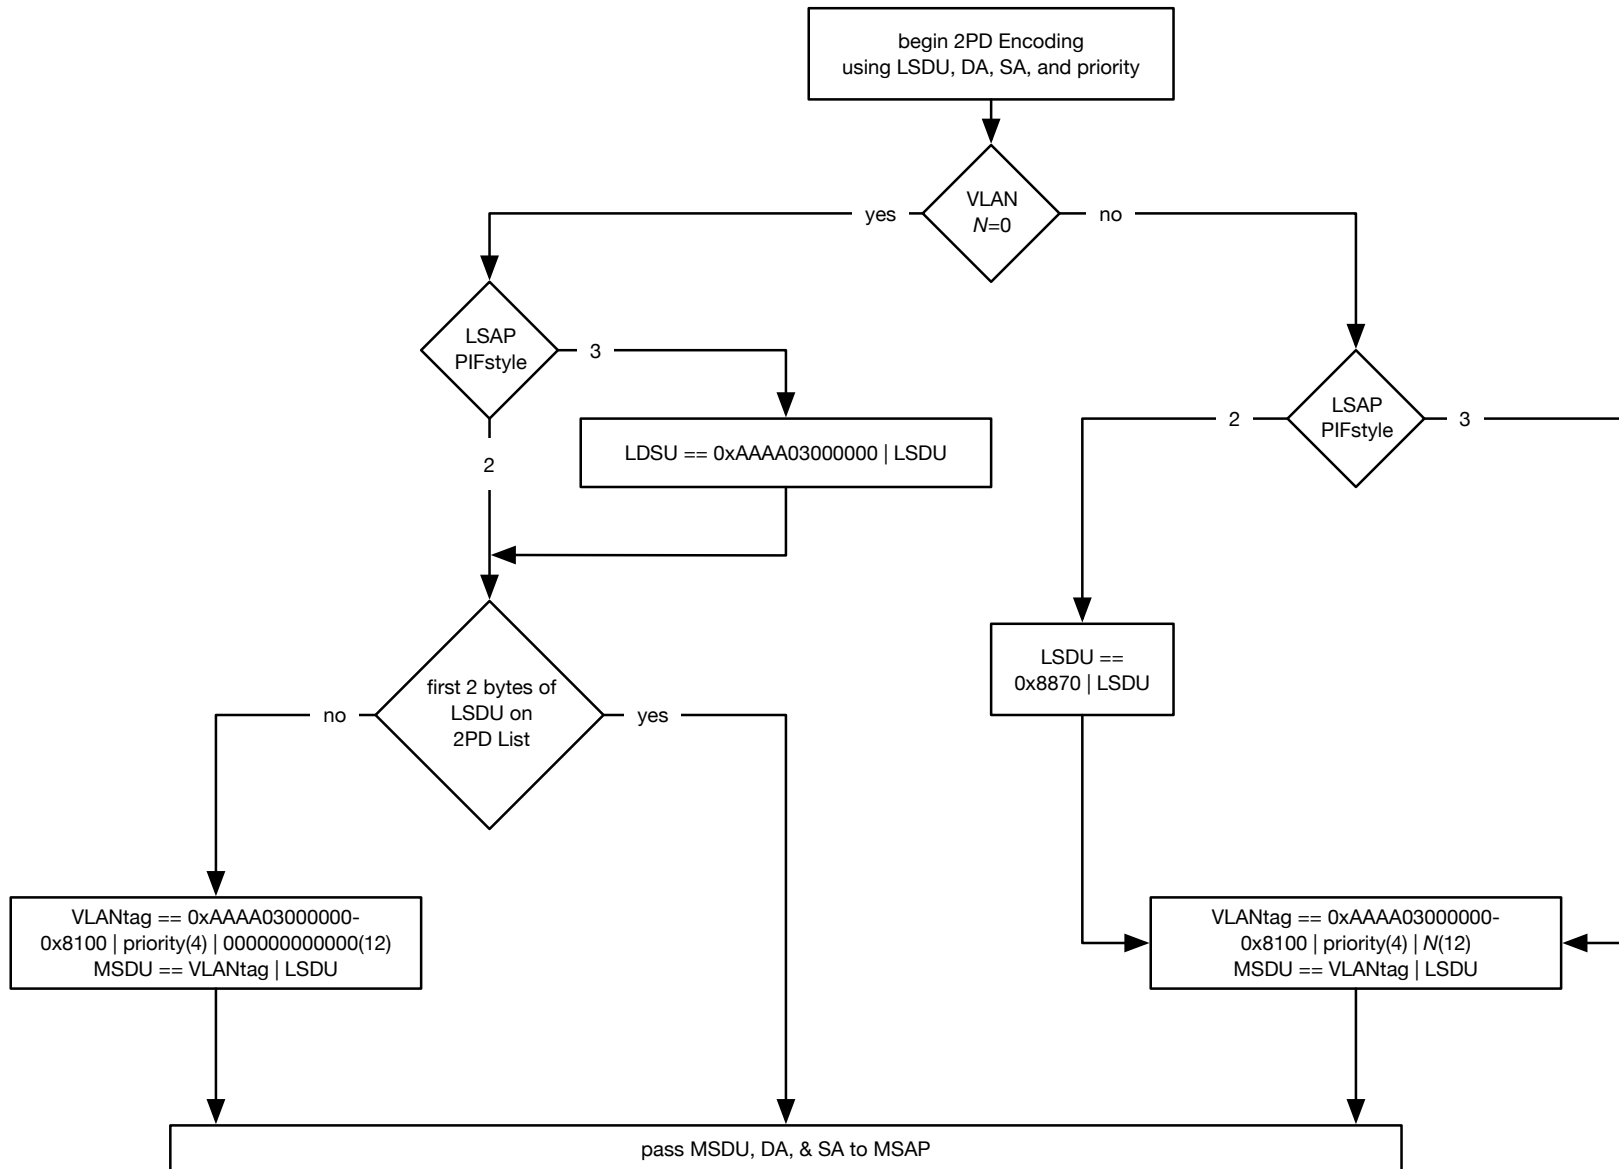 begin 2PD Encoding
using LSDU, DA, SA, and priority
VLAN
N=0
yes
no
LSAP
PIFstyle
3
2
LDSU == 0xAAAA03000000 | LSDU
LSAP
PIFstyle
2
3
LSDU ==
0x8870 | LSDU
first 2 bytes of
LSDU on
2PD List
no
yes
VLANtag == 0xAAAA03000000-
0x8100 | priority(4) | 000000000000(12)
MSDU == VLANtag | LSDU
VLANtag == 0xAAAA03000000-
0x8100 | priority(4) | N(12)
MSDU == VLANtag | LSDU
pass MSDU, DA, & SA to MSAP